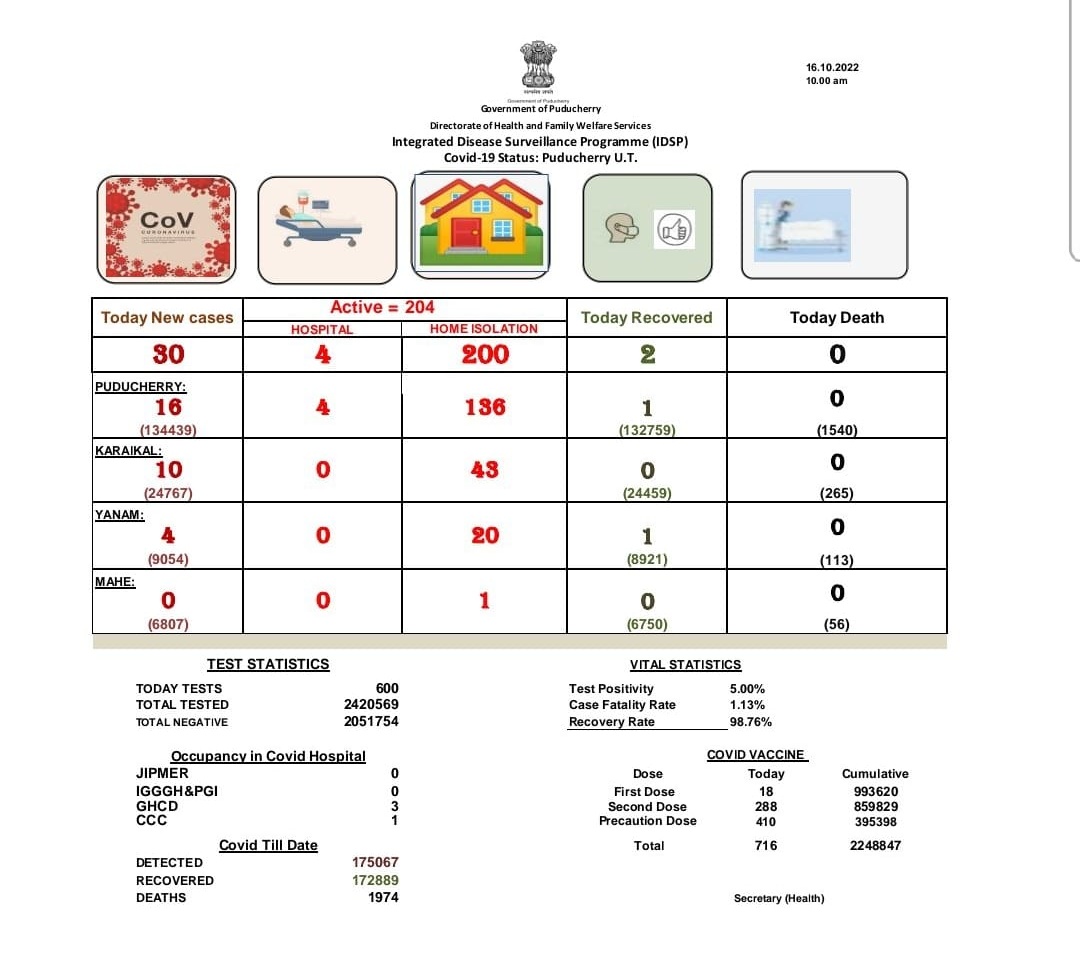 16.10.2022
10.00 am
सत्यमेव जयते
Government of Puducherry
Government of Puducherry
Directorate of Health and Family Welfare Services
Integrated Disease Surveillance Programme (IDSP)
Covid-19 Status: Puducherry U.T.
CoV
CORONAVIRUS
Today New cases
Active = 204
HOSPITAL HOME ISOLATION
Today Recovered
Today Death
30 4 200 2 0
PUDUCHERRY:
16 4 136 1 0
(134439) (132759) (1540)
KARAIKAL:
10 0 43 0 0
(24767) (24459) (265)
YANAM:
4 0 20 1 0
(9054) (8921) (113)
MAHE:
0 0 1 0 0
(6807) (6750) (56)
TEST STATISTICS
TODAY TESTS 600
TOTAL TESTED 2420569
TOTAL NEGATIVE 2051754
VITAL STATISTICS
Test Positivity 5.00%
Case Fatality Rate 1.13%
Recovery Rate 98.76%
Occupancy in Covid Hospital
JIPMER 0
IGGGH&PGI 0
GHCD 3
CCC 1
COVID VACCINE
Dose Today Cumulative
First Dose 18 993620
Second Dose 288 859829
Precaution Dose 410 395398
Total 716 2248847
Covid Till Date
DETECTED 175067
RECOVERED 172889
DEATHS 1974
Secretary (Health)